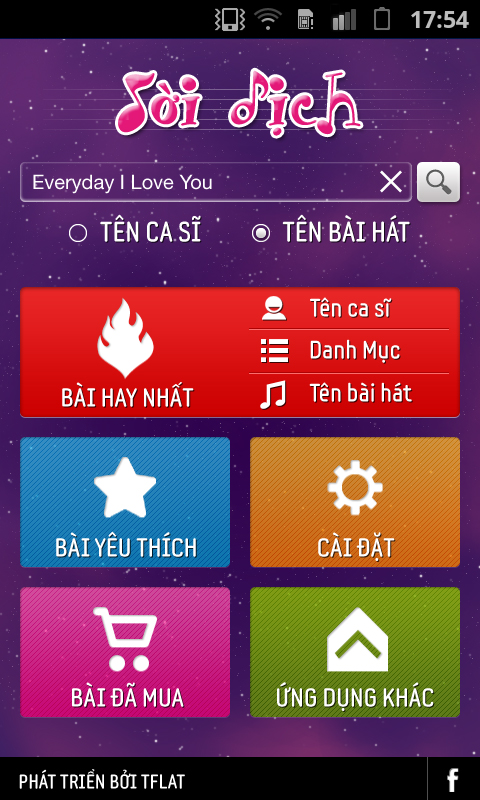 17:54
Lời dịch
Everyday I Love You
TÊN CA SĨ
TÊN BÀI HÁT
BÀI HAY NHẤT
Tên ca sĩ
Danh Mục
Tên bài hát
BÀI YÊU THÍCH
CÀI ĐẶT
BÀI ĐÃ MUA
ỨNG DỤNG KHÁC
PHÁT TRIỂN BỞI TFLAT
f